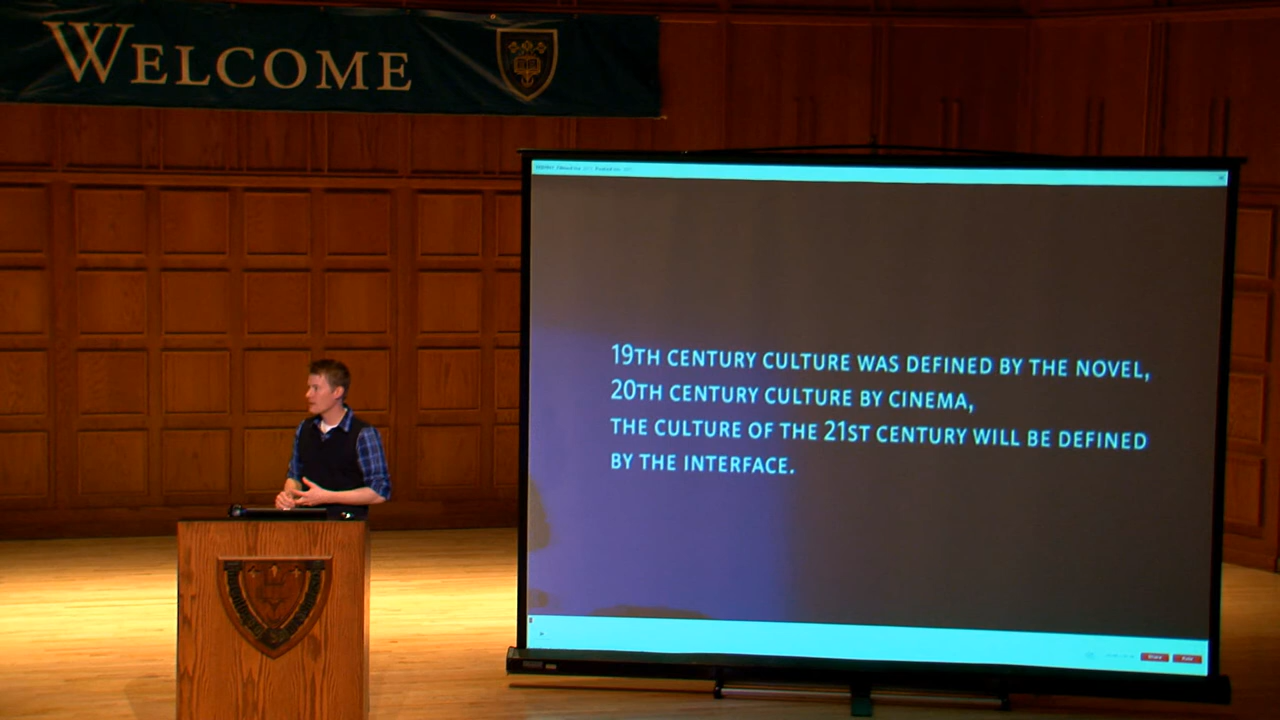 WELCOME
19TH CENTURY CULTURE WAS DEFINED BY THE NOVEL,
20TH CENTURY CULTURE BY CINEMA,
THE CULTURE OF THE 21ST CENTURY WILL BE DEFINED
BY THE INTERFACE.